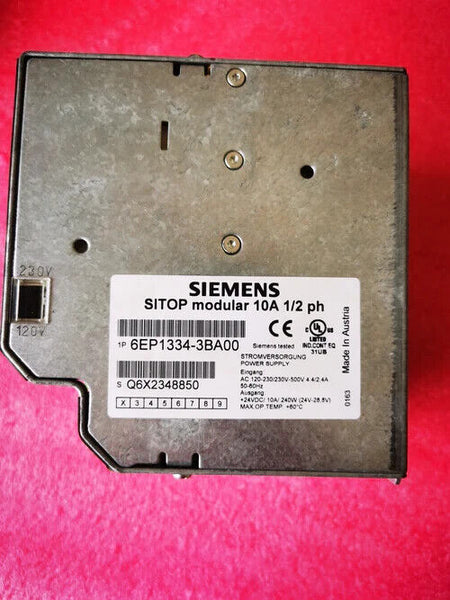 230V
120V
SIEMENS
SITOP modular 10A 1/2 ph
1P 6EP1334-3BA00
Siemens tested
CE
UL
LISTED
IND.CONT.EQ
31UB
Made in Austria
STROMVERSORGUNG
POWER SUPPLY
S Q6X2348850
Eingang
AC 120-230/230V-500V 4.4/2.4A
50-60Hz
Ausgang
+24VDC/ 10A/ 240W (24V-28,8V)
MAX.OP.TEMP. +60°C
X 3 4 5 6 7 8 9
0163